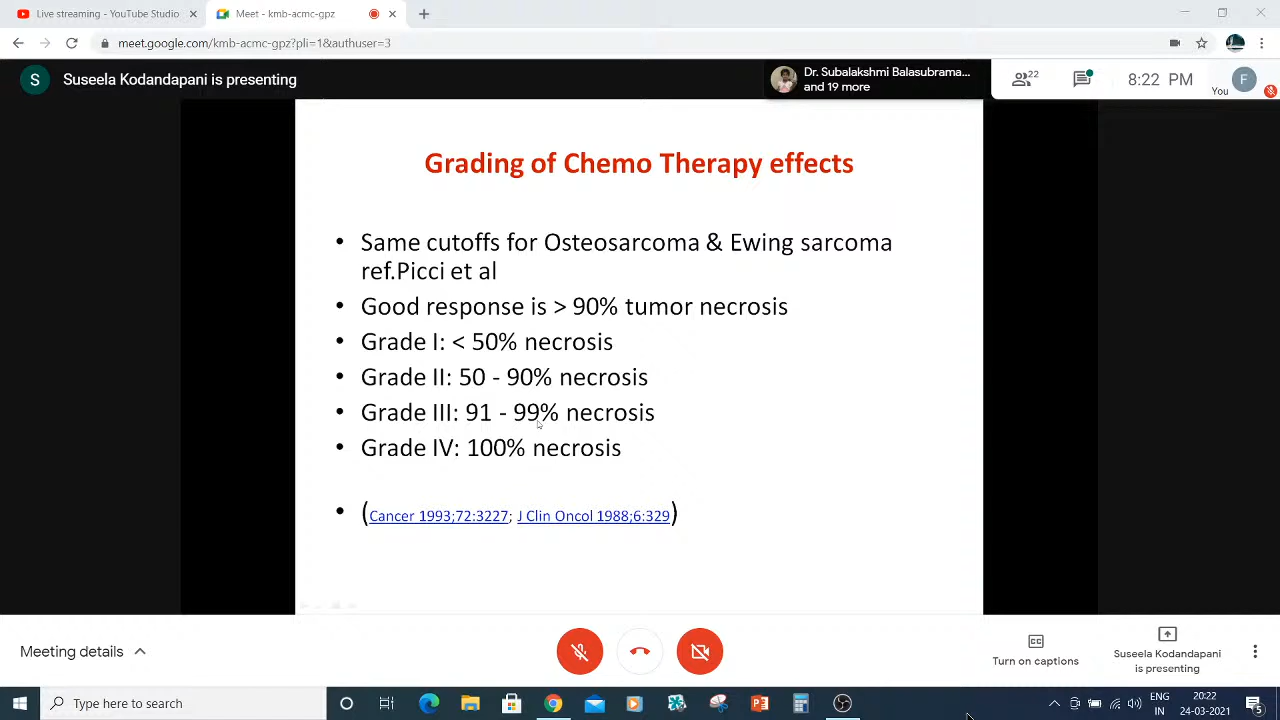 Live streaming - YouTube Studio
Meet - kmb-acmc-gpz
meet.google.com/kmb-acmc-gpz?pli=1&authuser=3
S
Suseela Kodandapani is presenting
Dr. Subalakshmi Balasubrama...
and 19 more
22
8:22 PM
You
F
Grading of Chemo Therapy effects
• Same cutoffs for Osteosarcoma & Ewing sarcoma
ref.Picci et al
• Good response is > 90% tumor necrosis
• Grade I: < 50% necrosis
• Grade II: 50 - 90% necrosis
• Grade III: 91 - 99% necrosis
• Grade IV: 100% necrosis
• (Cancer 1993;72:3227; J Clin Oncol 1988;6:329)
Meeting details
CC
Turn on captions
Suseela Kodandapani
is presenting
Type here to search
ENG
IN
20:22
24-03-2021
5